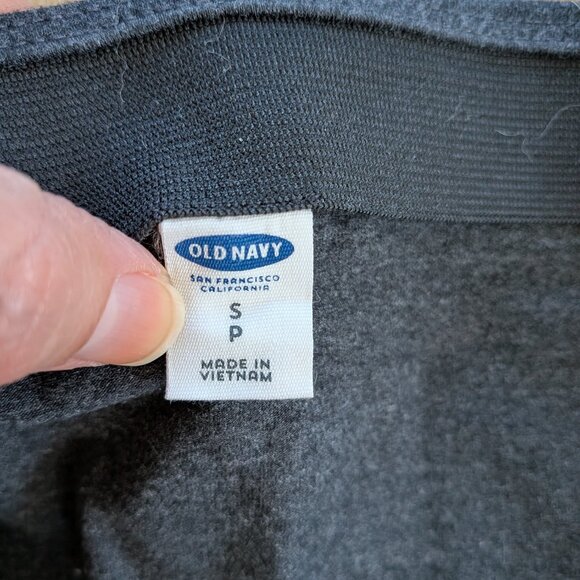 OLD NAVY
SAN FRANCISCO
CALIFORNIA
S
P
MADE IN
VIETNAM